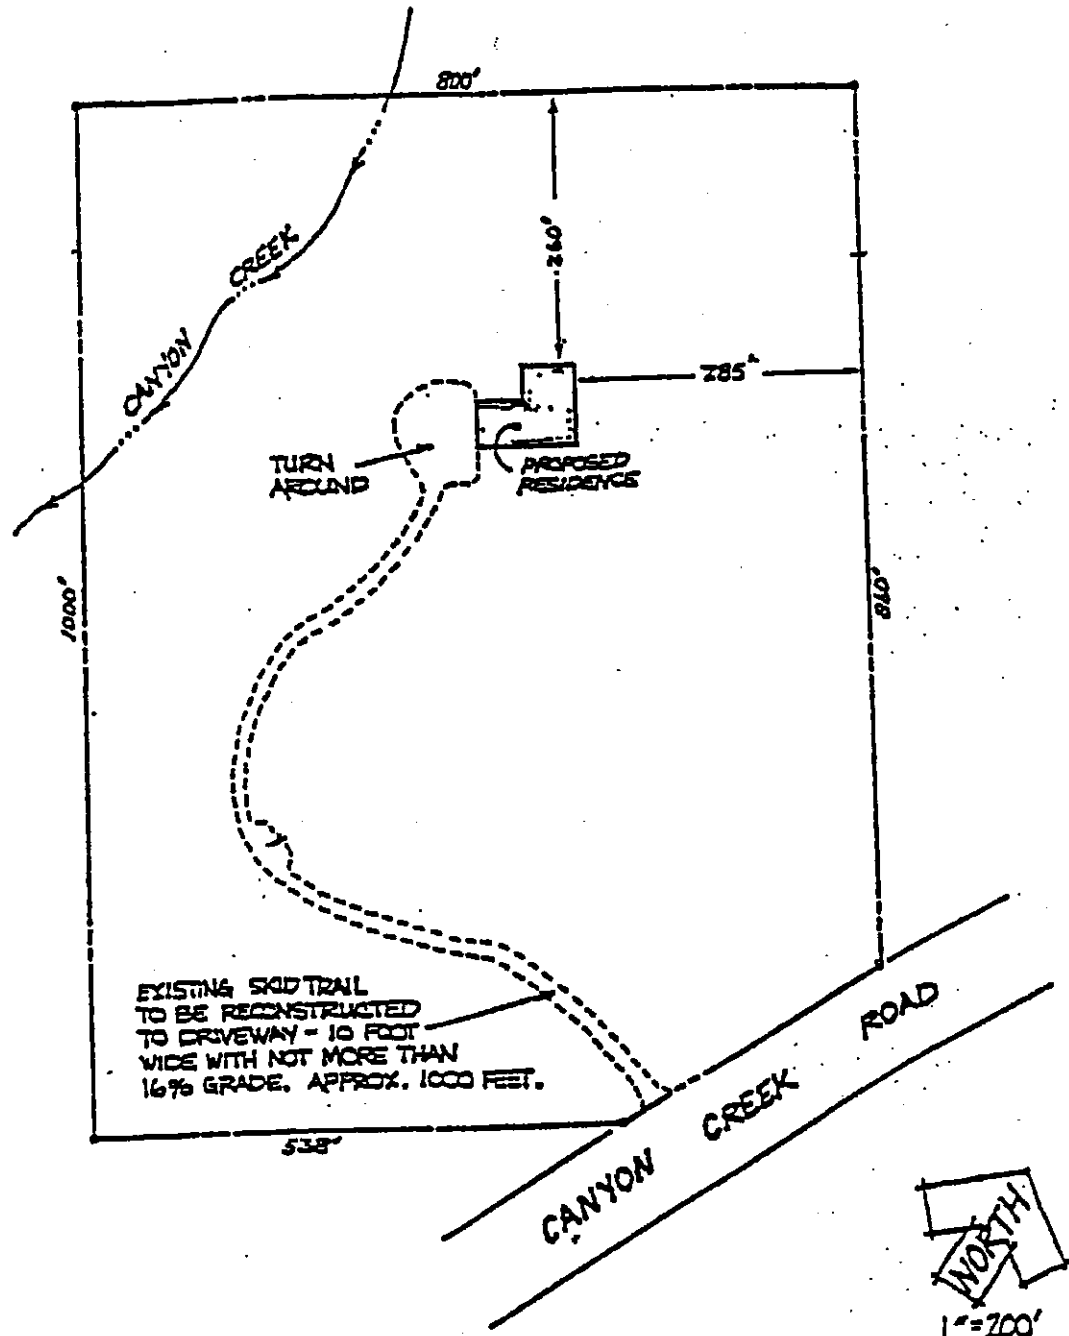 800'
CREEK
CANYON
260'
285'
TURN
AROUND
PROPOSED
RESIDENCE
1000'
860'
EXISTING SKID TRAIL
TO BE RECONSTRUCTED
TO DRIVEWAY - 10 FOOT
WIDE WITH NOT MORE THAN
16% GRADE. APPROX. 1000 FEET.
538'
CANYON CREEK ROAD
NORTH
1"=200'